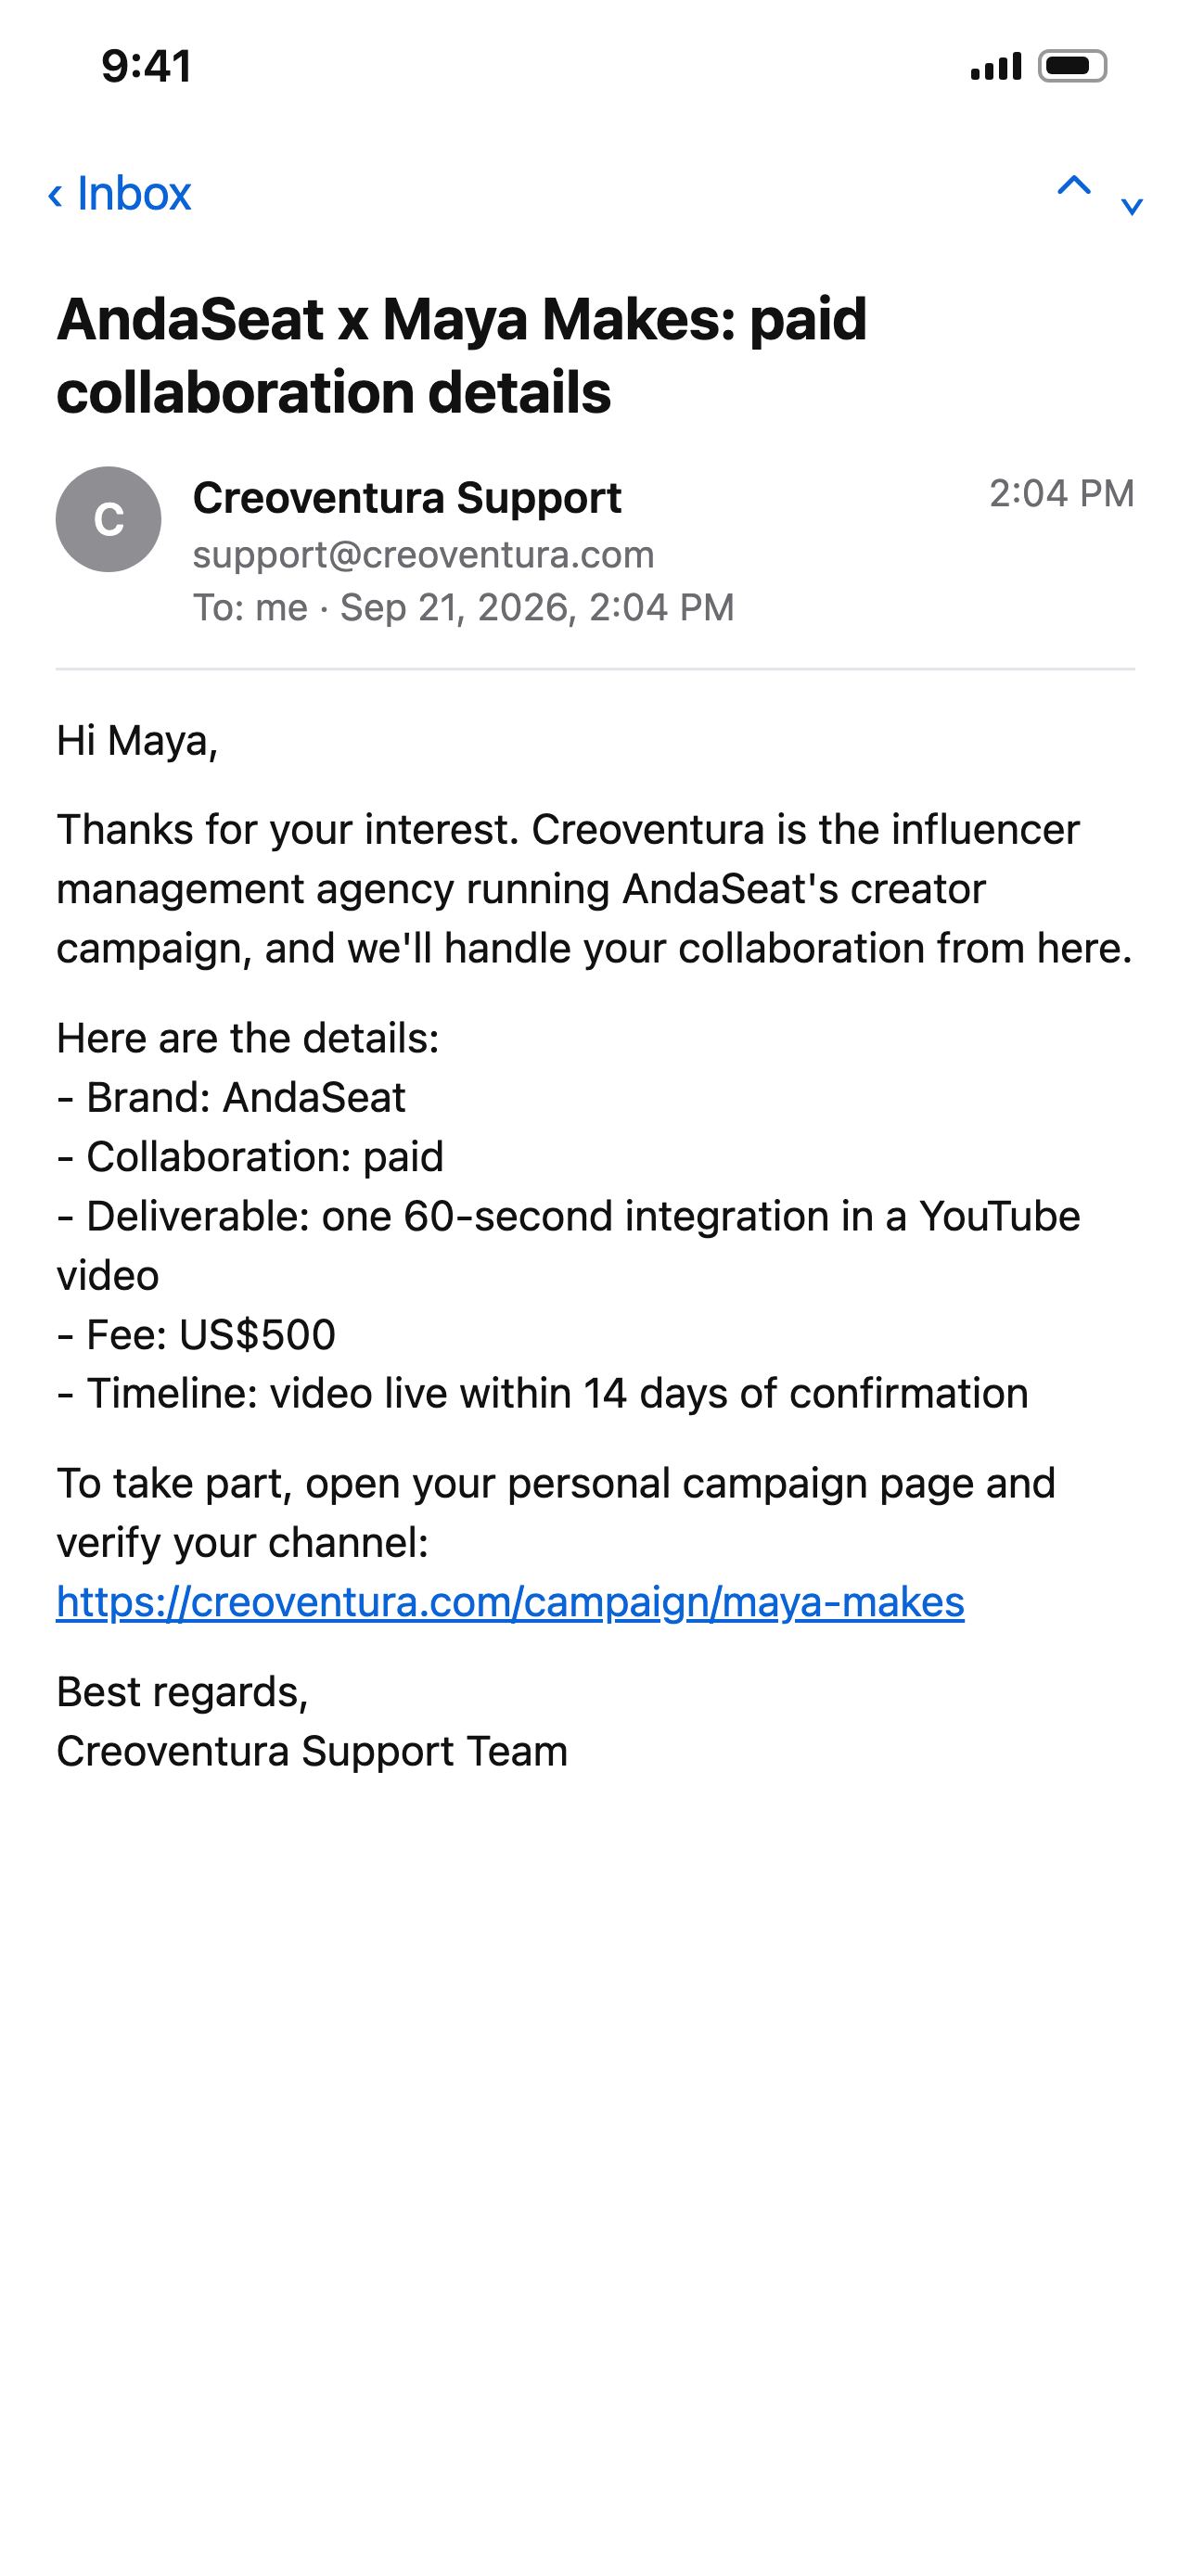 9:41
‹ Inbox
AndaSeat x Maya Makes: paid
collaboration details
C
Creoventura Support
2:04 PM
support@creoventura.com
To: me · Sep 21, 2026, 2:04 PM
Hi Maya,
Thanks for your interest. Creoventura is the influencer
management agency running AndaSeat's creator
campaign, and we'll handle your collaboration from here.
Here are the details:
- Brand: AndaSeat
- Collaboration: paid
- Deliverable: one 60-second integration in a YouTube
video
- Fee: US$500
- Timeline: video live within 14 days of confirmation
To take part, open your personal campaign page and
verify your channel:
https://creoventura.com/campaign/maya-makes
Best regards,
Creoventura Support Team